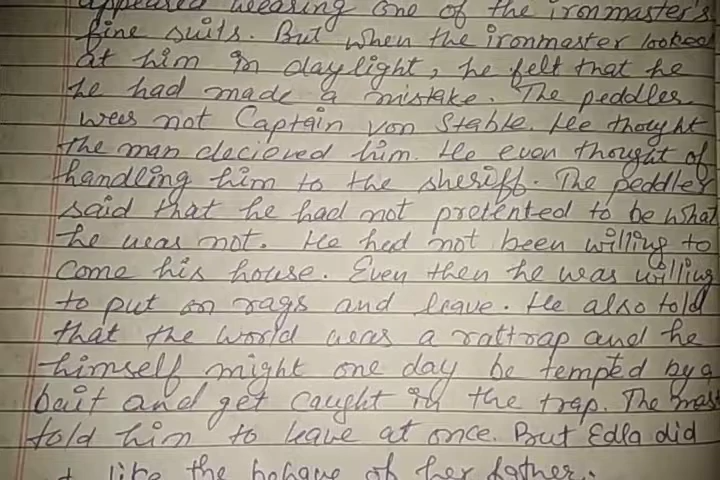 appeared wearing one of the ironmaster's
fine suits. But when the ironmaster looked
at him in daylight, he felt that he
he had made a mistake. The peddler
was not Captain von Stahle. He thought
the man decieved him. He even thought of
handling him to the sheriff. The peddler
said that he had not pretented to be what
he was not. He had not been willing to
come his house. Even then he was willing
to put on rags and leave. He also told
that the world was a rattrap and he
himself might one day be tempted by a
bait and get caught in the trap. The
told him to leave at once. But Edla did
like the behave of her father.